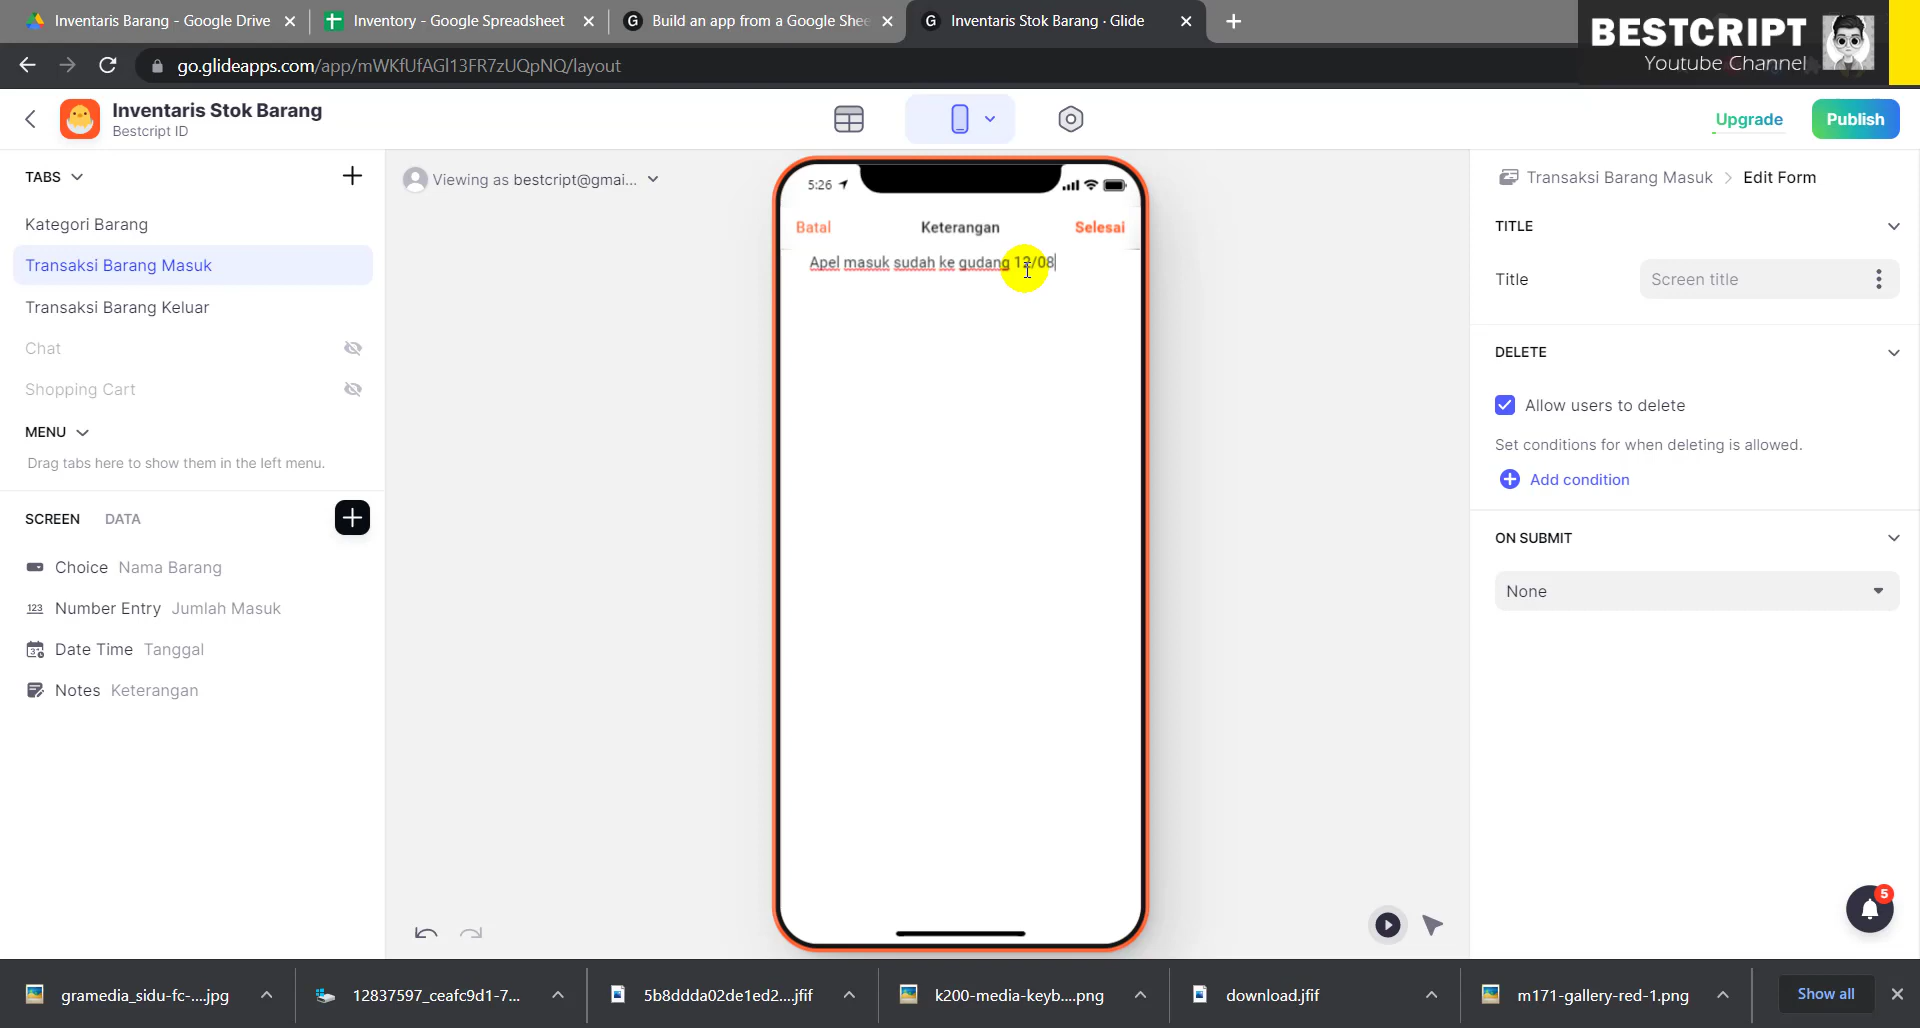 Inventaris Barang - Google Drive
Inventory - Google Spreadsheet
Build an app from a Google Shee
Inventaris Stok Barang · Glide
BESTCRIPT
Youtube Channel
go.glideapps.com/app/mWKfUfAGl13FR7zUQpNQ/layout
Inventaris Stok Barang
Bestcript ID
Upgrade
Publish
TABS
Kategori Barang
Transaksi Barang Masuk
Transaksi Barang Keluar
Chat
Shopping Cart
MENU
Drag tabs here to show them in the left menu.
SCREEN DATA
Choice Nama Barang
123 Number Entry Jumlah Masuk
Date Time Tanggal
Notes Keterangan
Viewing as bestcript@gmai...
5:26
Batal Keterangan Selesai
Apel masuk sudah ke gudang 12/08
Transaksi Barang Masuk > Edit Form
TITLE
Title Screen title
DELETE
Allow users to delete
Set conditions for when deleting is allowed.
Add condition
ON SUBMIT
None
5
gramedia_sidu-fc-....jpg
12837597_ceafc9d1-7...
5b8ddda02de1ed2....jfif
k200-media-keyb....png
download.jfif
m171-gallery-red-1.png
Show all